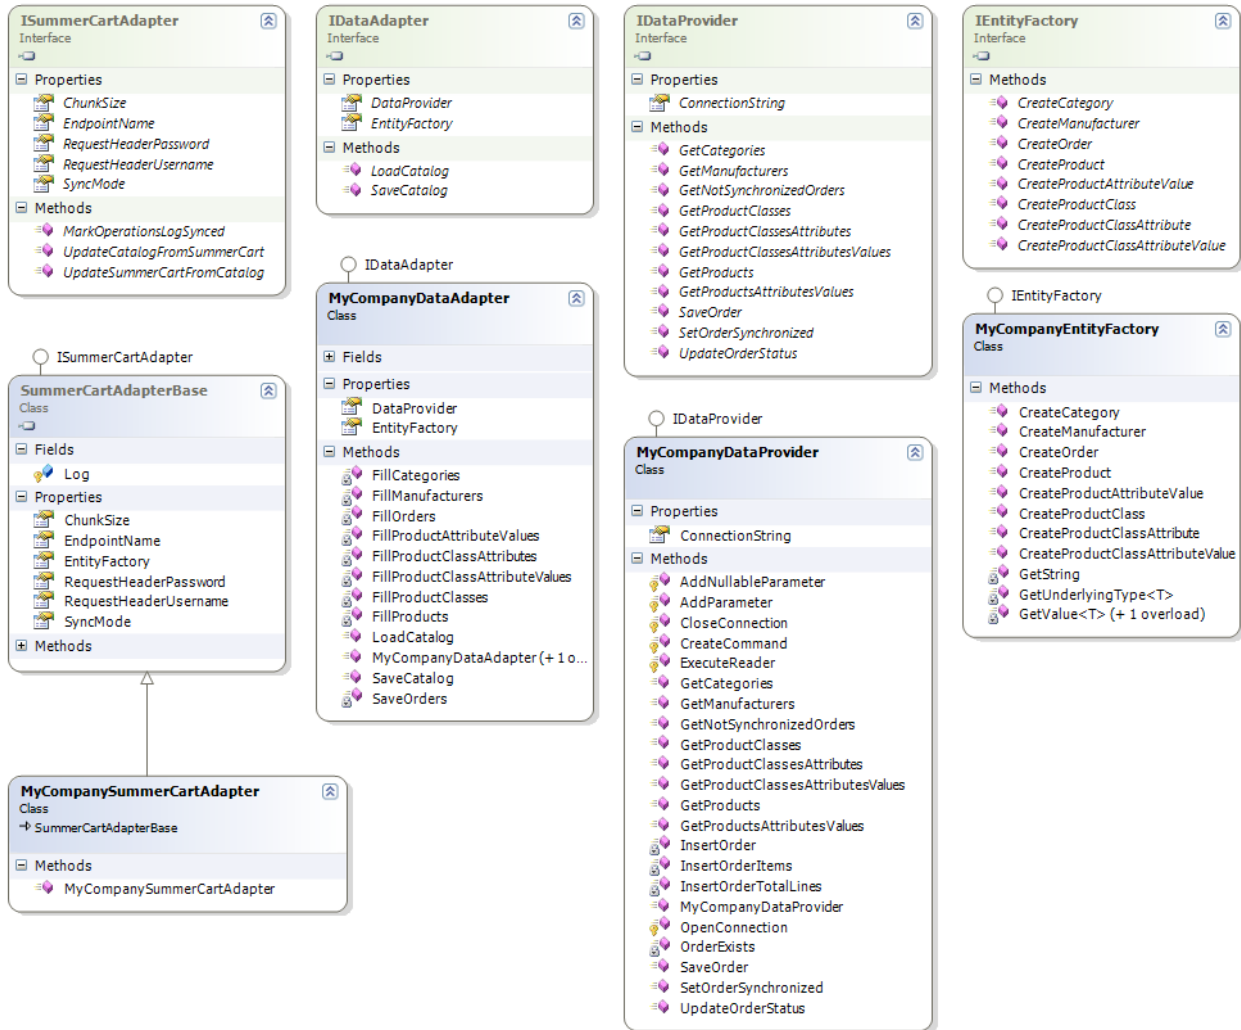 ISummerCartAdapter
Interface
Properties
ChunkSize
EndpointName
RequestHeaderPassword
RequestHeaderUsername
SyncMode
Methods
MarkOperationsLogSynced
UpdateCatalogFromSummerCart
UpdateSummerCartFromCatalog
ISummerCartAdapter
SummerCartAdapterBase
Class
Fields
Log
Properties
ChunkSize
EndpointName
EntityFactory
RequestHeaderPassword
RequestHeaderUsername
SyncMode
Methods
MyCompanySummerCartAdapter
Class
SummerCartAdapterBase
Methods
MyCompanySummerCartAdapter
IDataAdapter
Interface
Properties
DataProvider
EntityFactory
Methods
LoadCatalog
SaveCatalog
IDataAdapter
MyCompanyDataAdapter
Class
Fields
Properties
DataProvider
EntityFactory
Methods
FillCategories
FillManufacturers
FillOrders
FillProductAttributeValues
FillProductClassAttributes
FillProductClassAttributeValues
FillProductClasses
FillProducts
LoadCatalog
MyCompanyDataAdapter (+ 1 o...
SaveCatalog
SaveOrders
IDataProvider
Interface
Properties
ConnectionString
Methods
GetCategories
GetManufacturers
GetNotSynchronizedOrders
GetProductClasses
GetProductClassesAttributes
GetProductClassesAttributesValues
GetProducts
GetProductsAttributesValues
SaveOrder
SetOrderSynchronized
UpdateOrderStatus
IDataProvider
MyCompanyDataProvider
Class
Properties
ConnectionString
Methods
AddNullableParameter
AddParameter
CloseConnection
CreateCommand
ExecuteReader
GetCategories
GetManufacturers
GetNotSynchronizedOrders
GetProductClasses
GetProductClassesAttributes
GetProductClassesAttributesValues
GetProducts
GetProductsAttributesValues
InsertOrder
InsertOrderItems
InsertOrderTotalLines
MyCompanyDataProvider
OpenConnection
OrderExists
SaveOrder
SetOrderSynchronized
UpdateOrderStatus
IEntityFactory
Interface
Methods
CreateCategory
CreateManufacturer
CreateOrder
CreateProduct
CreateProductAttributeValue
CreateProductClass
CreateProductClassAttribute
CreateProductClassAttributeValue
IEntityFactory
MyCompanyEntityFactory
Class
Methods
CreateCategory
CreateManufacturer
CreateOrder
CreateProduct
CreateProductAttributeValue
CreateProductClass
CreateProductClassAttribute
CreateProductClassAttributeValue
GetString
GetUnderlyingType<T>
GetValue<T> (+ 1 overload)